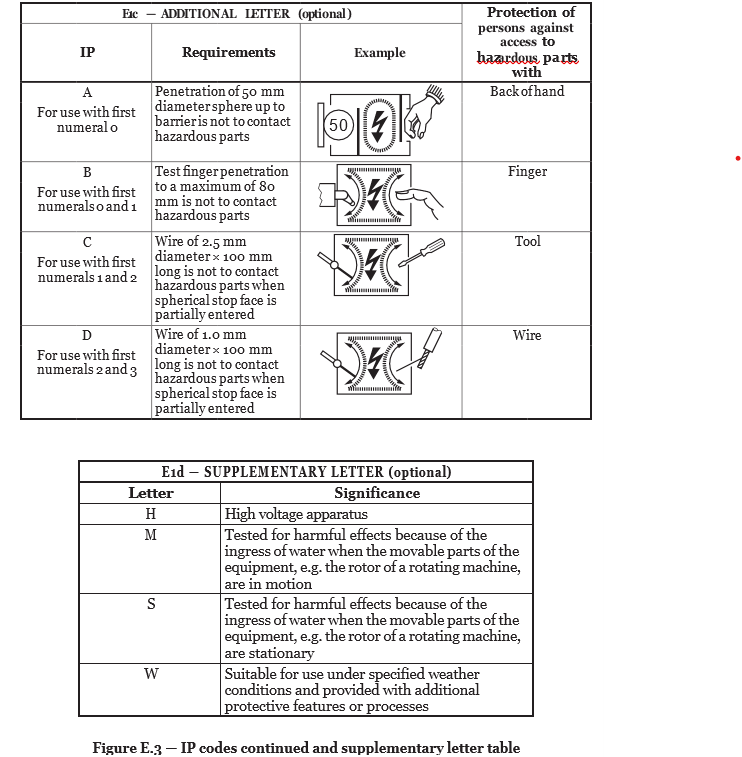 E1c — ADDITIONAL LETTER (optional)
Protection of
persons against
access to
hazardous parts
with
IP
Requirements
Example
A
For use with first
numeral 0
Penetration of 50 mm
diameter sphere up to
barrier is not to contact
hazardous parts
50
Back of hand
B
For use with first
numerals 0 and 1
Test finger penetration
to a maximum of 80
mm is not to contact
hazardous parts
Finger
C
For use with first
numerals 1 and 2
Wire of 2.5 mm
diameter × 100 mm
long is not to contact
hazardous parts when
spherical stop face is
partially entered
Tool
D
For use with first
numerals 2 and 3
Wire of 1.0 mm
diameter × 100 mm
long is not to contact
hazardous parts when
spherical stop face is
partially entered
Wire
E1d — SUPPLEMENTARY LETTER (optional)
Letter
Significance
H
High voltage apparatus
M
Tested for harmful effects because of the
ingress of water when the movable parts of the
equipment, e.g. the rotor of a rotating machine,
are in motion
S
Tested for harmful effects because of the
ingress of water when the movable parts of the
equipment, e.g. the rotor of a rotating machine,
are stationary
W
Suitable for use under specified weather
conditions and provided with additional
protective features or processes
Figure E.3 — IP codes continued and supplementary letter table